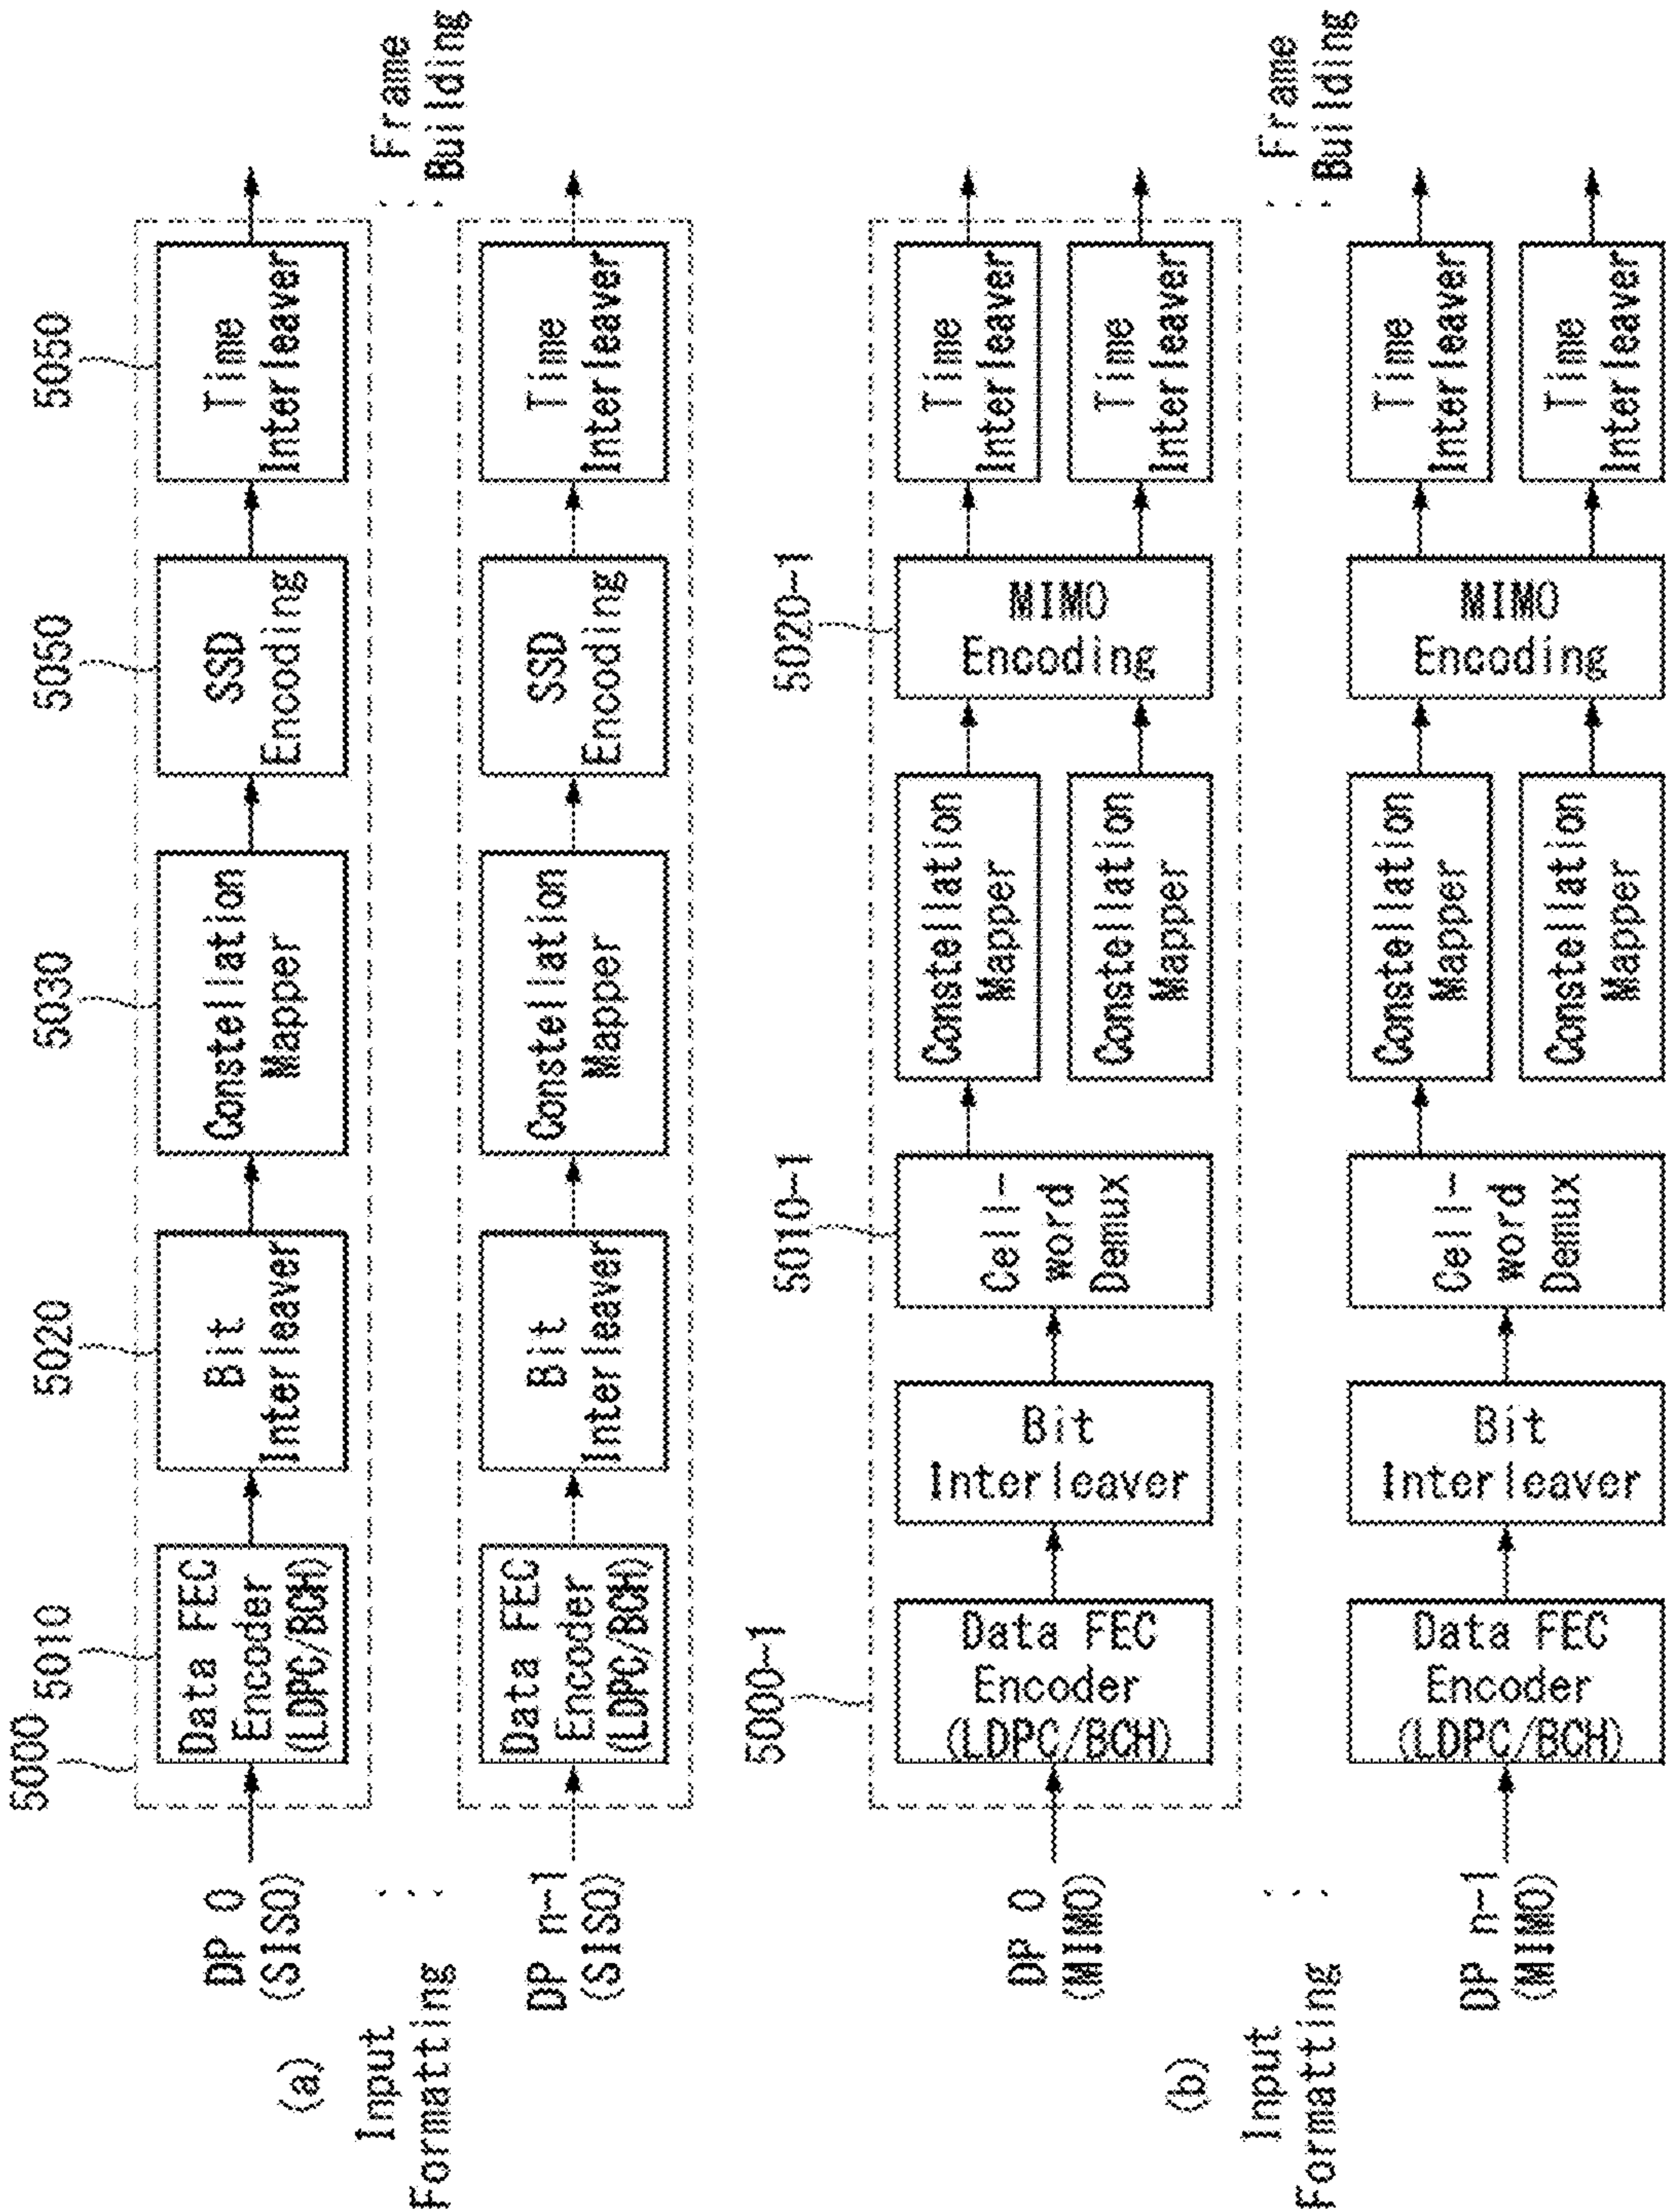 (a)
Input
Formatting
DP 0
(SISO)
5000
5010
Data FEC
Encoder
(LDPC/BCH)
5020
Bit
Interleaver
5030
Constellation
Mapper
5050
SSD
Encoding
5050
Time
Interleaver
Frame
Building
DP n-1
(SISO)
Data FEC
Encoder
(LDPC/BCH)
Bit
Interleaver
Constellation
Mapper
SSD
Encoding
Time
Interleaver
(b)
Input
Formatting
DP 0
(MIMO)
5000-1
Data FEC
Encoder
(LDPC/BCH)
Bit
Interleaver
5010-1
Cell-
word
Demux
Constellation
Mapper
Constellation
Mapper
5020-1
MIMO
Encoding
Time
Interleaver
Time
Interleaver
Frame
Building
DP n-1
(MIMO)
Data FEC
Encoder
(LDPC/BCH)
Bit
Interleaver
Cell-
word
Demux
Constellation
Mapper
Constellation
Mapper
MIMO
Encoding
Time
Interleaver
Time
Interleaver